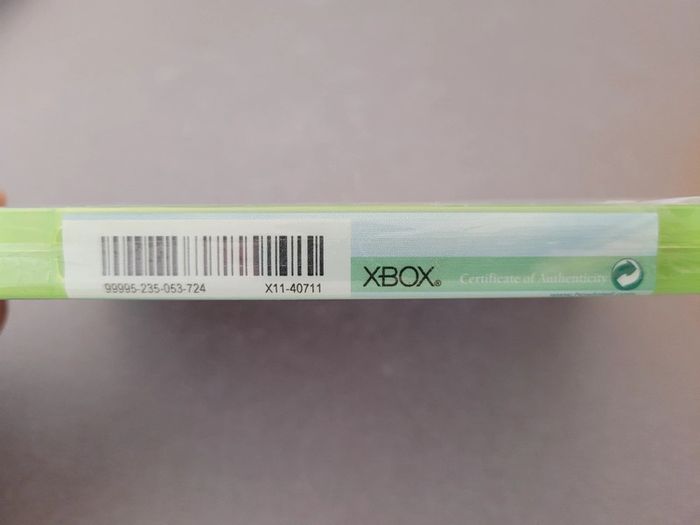 99995-235-053-724 X11-40711
XBOX®
Certificate of Authenticity